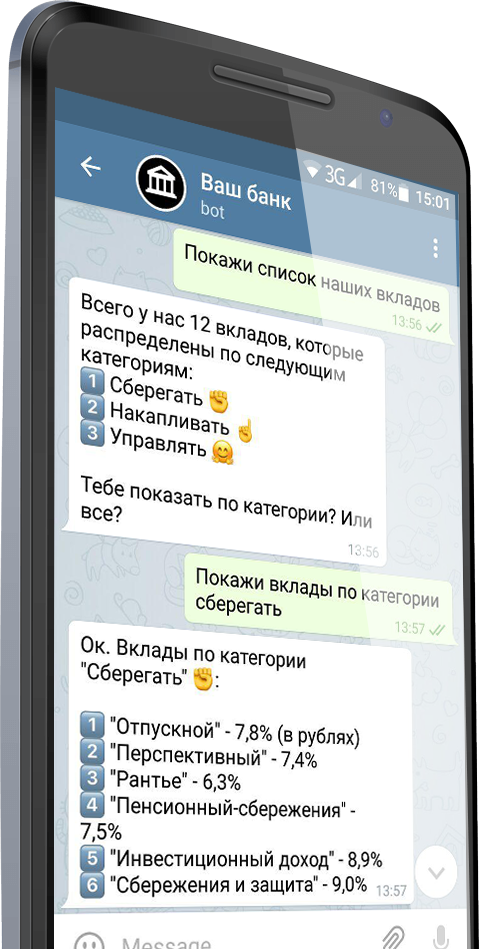 3G 81% 15:01
Ваш банк
bot
Покажи список наших вкладов
13:56
Всего у нас 12 вкладов, которые
распределены по следующим
категориям:
1 Сберегать ✊
2 Накапливать ☝
3 Управлять 🤗
Тебе показать по категории? Или
все?
13:56
Покажи вклады по категории
сберегать
13:57
Ок. Вклады по категории
"Сберегать" ✊:
1 "Отпускной" - 7,8% (в рублях)
2 "Перспективный" - 7,4%
3 "Рантье" - 6,3%
4 "Пенсионный-сбережения" -
7,5%
5 "Инвестиционный доход" - 8,9%
6 "Сбережения и защита" - 9,0% 13:57
Message